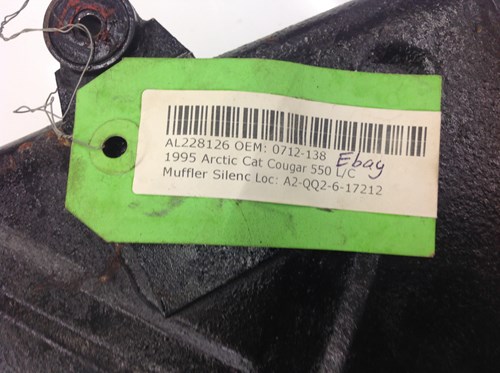 AL228126 OEM: 0712-138
Ebay
1995 Arctic Cat Cougar 550 L/C
Muffler Silenc Loc: A2-QQ2-6-17212